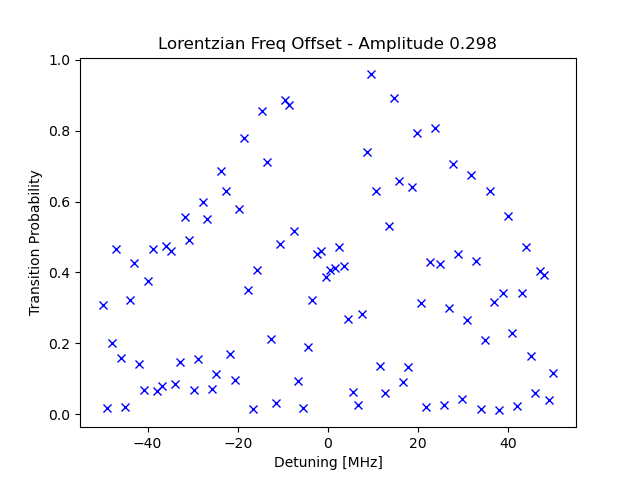 Lorentzian Freq Offset - Amplitude 0.298
1.0
0.8
0.6
0.4
0.2
0.0
Transition Probability
−40 −20 0 20 40
Detuning [MHz]